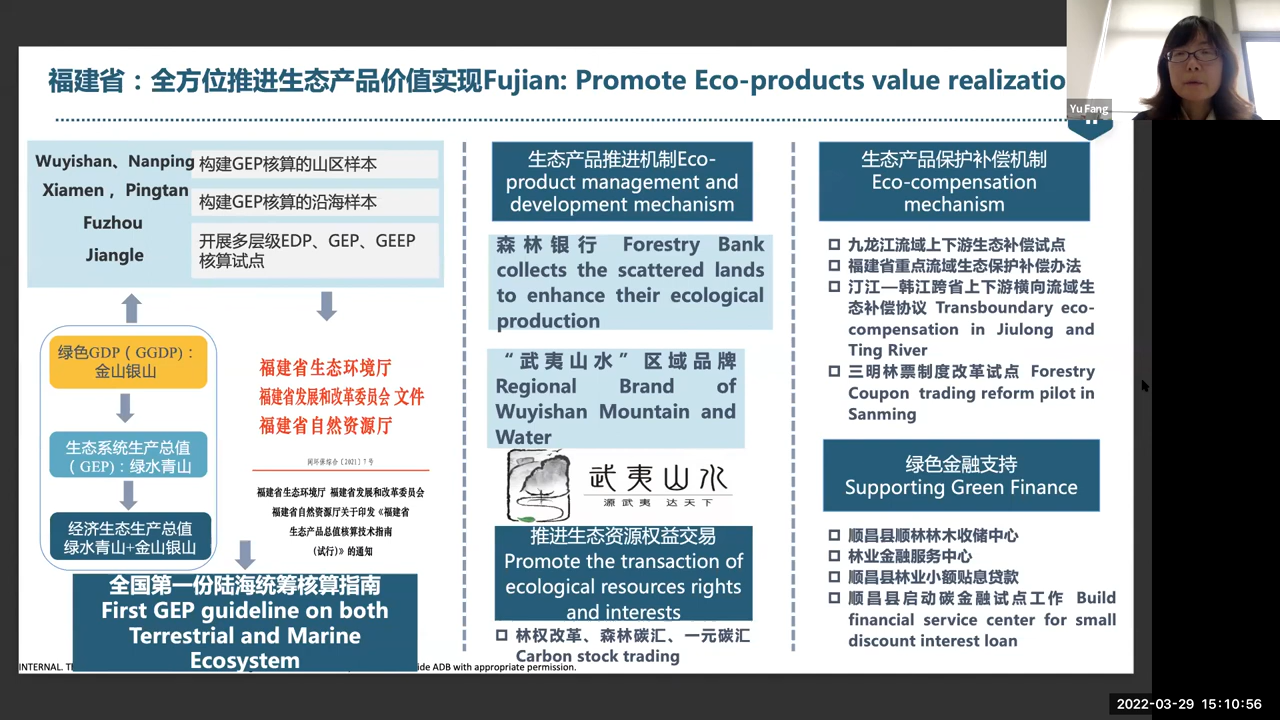 福建省：全方位推进生态产品价值实现Fujian: Promote Eco-products value realizatio
Yu Fang
Wuyishan、Nanping
Xiamen , Pingtan
Fuzhou
Jiangle
构建GEP核算的山区样本
构建GEP核算的沿海样本
开展多层级EDP、GEP、GEEP
核算试点
绿色GDP（GGDP）：
金山银山
生态系统生产总值
（GEP）: 绿水青山
经济生态生产总值
绿水青山+金山银山
福建省生态环境厅
福建省发展和改革委员会 文件
福建省自然资源厅
闽环保综合〔2021〕7号
福建省生态环境厅 福建省发展和改革委员会
福建省自然资源厅关于印发《福建省
生态产品总值核算技术指南
（试行）》的通知
全国第一份陆海统筹核算指南
First GEP guideline on both
Terrestrial and Marine
Ecosystem
生态产品推进机制Eco-
product management and
development mechanism
森林银行 Forestry Bank
collects the scattered lands
to enhance their ecological
production
“武夷山水”区域品牌
Regional Brand of
Wuyishan Mountain and
Water
武夷山水
源武夷 达天下
推进生态资源权益交易
Promote the transaction of
ecological resources rights
and interests
林权改革、森林碳汇、一元碳汇
Carbon stock trading
生态产品保护补偿机制
Eco-compensation
mechanism
九龙江流域上下游生态补偿试点
福建省重点流域生态保护补偿办法
汀江—韩江跨省上下游横向流域生
态补偿协议 Transboundary eco-
compensation in Jiulong and
Ting River
三明林票制度改革试点 Forestry
Coupon trading reform pilot in
Sanming
绿色金融支持
Supporting Green Finance
顺昌县顺林林木收储中心
林业金融服务中心
顺昌县林业小额贴息贷款
顺昌县启动碳金融试点工作 Build
financial service center for small
discount interest loan
INTERNAL. Th
ide ADB with appropriate permission.
2022-03-29 15:10:56